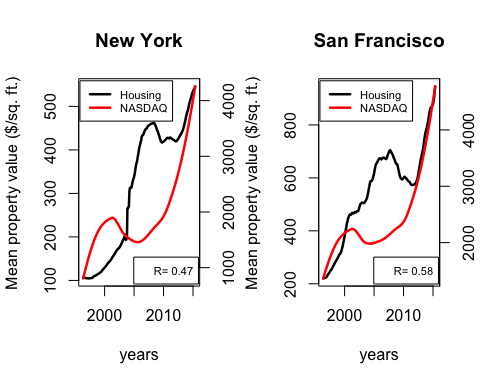 New York
Housing
NASDAQ
Mean property value ($/sq. ft.)
100
200
300
400
500
1000
2000
3000
4000
R= 0.47
2000
2010
years
San Francisco
Housing
NASDAQ
Mean property value ($/sq. ft.)
200
400
600
800
2000
3000
4000
R= 0.58
2000
2010
years